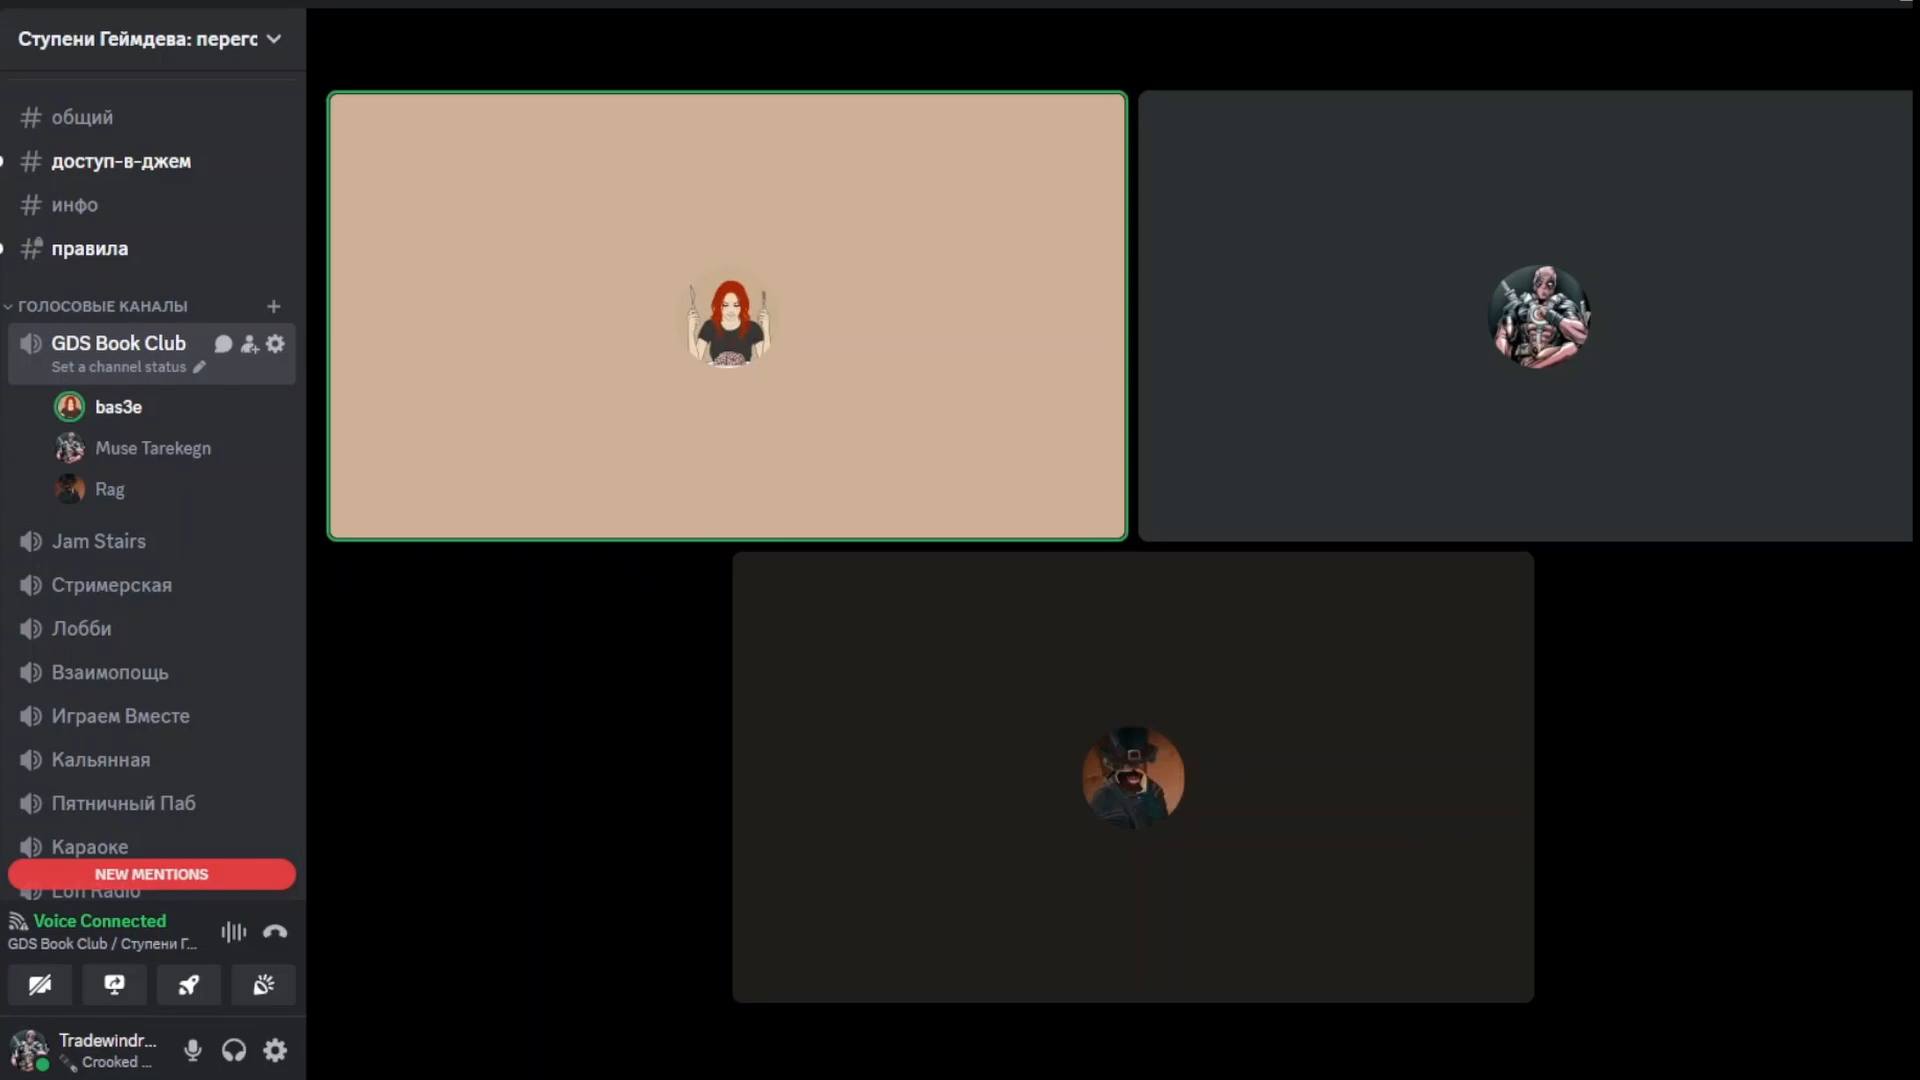 Ступени Геймдева: перегс
общий
доступ-в-джем
инфо
правила
ГОЛОСОВЫЕ КАНАЛЫ
GDS Book Club
Set a channel status
bas3e
Muse Tarekegn
Rag
Jam Stairs
Стримерская
Лобби
Взаимопощь
Играем Вместе
Кальянная
Пятничный Паб
Караоке
NEW MENTIONS
Lofi Radio
Voice Connected
GDS Book Club / Ступени Г...
Tradewindr...
Crooked ...